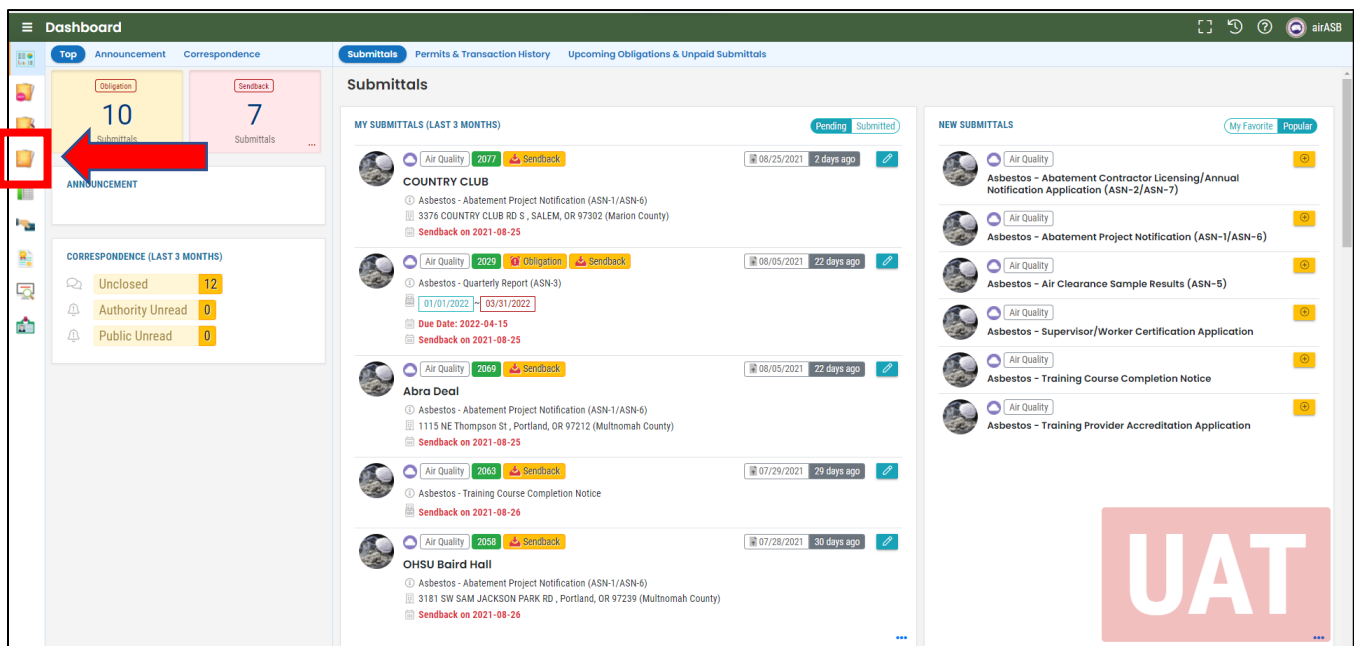 Dashboard
airASB
Top Announcement Correspondence
Submittals Permits & Transaction History Upcoming Obligations & Unpaid Submittals
Obligation
10
Submittals
Sendback
7
Submittals
...
ANNOUNCEMENT
CORRESPONDENCE (LAST 3 MONTHS)
Unclosed 12
Authority Unread 0
Public Unread 0
Submittals
MY SUBMITTALS (LAST 3 MONTHS) Pending Submitted
Air Quality 2077 Sendback 08/25/2021 2 days ago
COUNTRY CLUB
Asbestos - Abatement Project Notification (ASN-1/ASN-6)
3376 COUNTRY CLUB RD S , SALEM, OR 97302 (Marion County)
Sendback on 2021-08-25
Air Quality 2029 Obligation Sendback 08/05/2021 22 days ago
Asbestos - Quarterly Report (ASN-3)
01/01/2022 ~ 03/31/2022
Due Date: 2022-04-15
Sendback on 2021-08-25
Air Quality 2069 Sendback 08/05/2021 22 days ago
Abra Deal
Asbestos - Abatement Project Notification (ASN-1/ASN-6)
1115 NE Thompson St , Portland, OR 97212 (Multnomah County)
Sendback on 2021-08-25
Air Quality 2063 Sendback 07/29/2021 29 days ago
Asbestos - Training Course Completion Notice
Sendback on 2021-08-26
Air Quality 2058 Sendback 07/28/2021 30 days ago
OHSU Baird Hall
Asbestos - Abatement Project Notification (ASN-1/ASN-6)
3181 SW SAM JACKSON PARK RD , Portland, OR 97239 (Multnomah County)
Sendback on 2021-08-26
...
NEW SUBMITTALS My Favorite Popular
Air Quality
Asbestos - Abatement Contractor Licensing/Annual
Notification Application (ASN-2/ASN-7)
Air Quality
Asbestos - Abatement Project Notification (ASN-1/ASN-6)
Air Quality
Asbestos - Air Clearance Sample Results (ASN-5)
Air Quality
Asbestos - Supervisor/Worker Certification Application
Air Quality
Asbestos - Training Course Completion Notice
Air Quality
Asbestos - Training Provider Accreditation Application
UAT
...